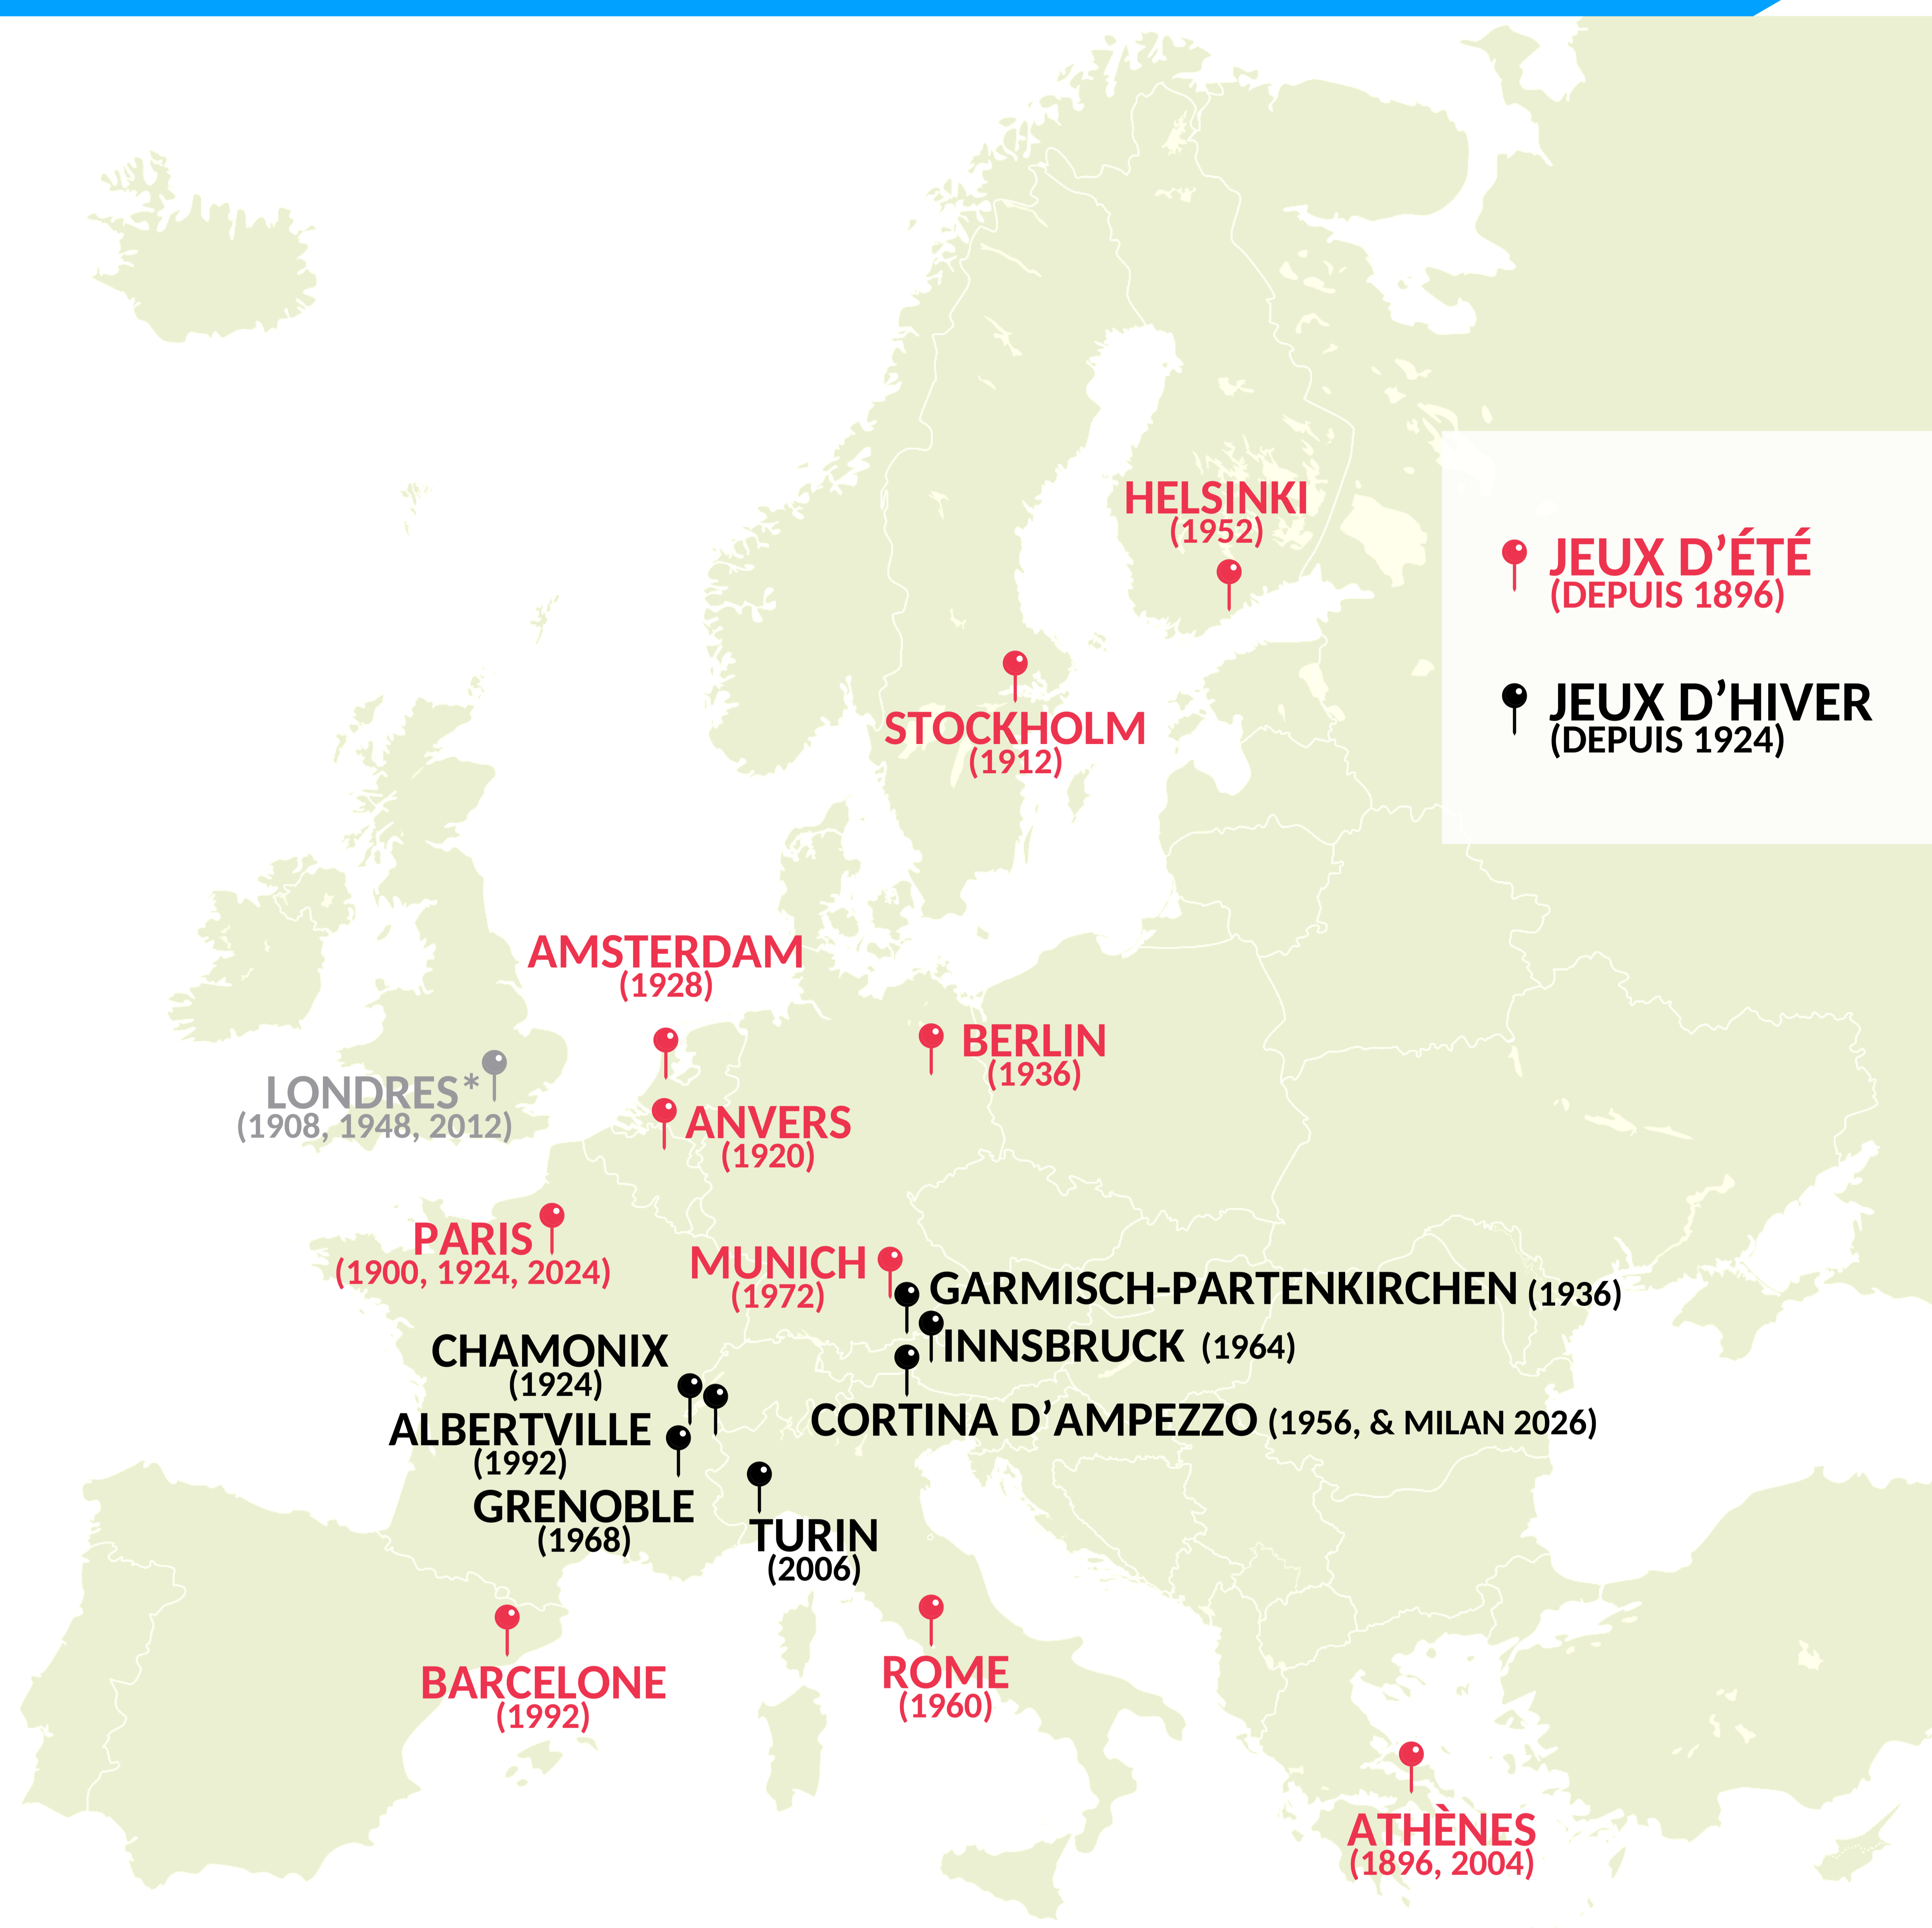 HELSINKI
(1952)
JEUX D'ÉTÉ
(DEPUIS 1896)
JEUX D'HIVER
(DEPUIS 1924)
STOCKHOLM
(1912)
AMSTERDAM
(1928)
BERLIN
(1936)
LONDRES*
(1908, 1948, 2012)
ANVERS
(1920)
PARIS
(1900, 1924, 2024)
MUNICH
(1972)
GARMISCH-PARTENKIRCHEN (1936)
INNSBRUCK (1964)
CHAMONIX
(1924)
CORTINA D'AMPEZZO (1956, & MILAN 2026)
ALBERTVILLE
(1992)
GRENOBLE
(1968)
TURIN
(2006)
BARCELONE
(1992)
ROME
(1960)
ATHÈNES
(1896, 2004)